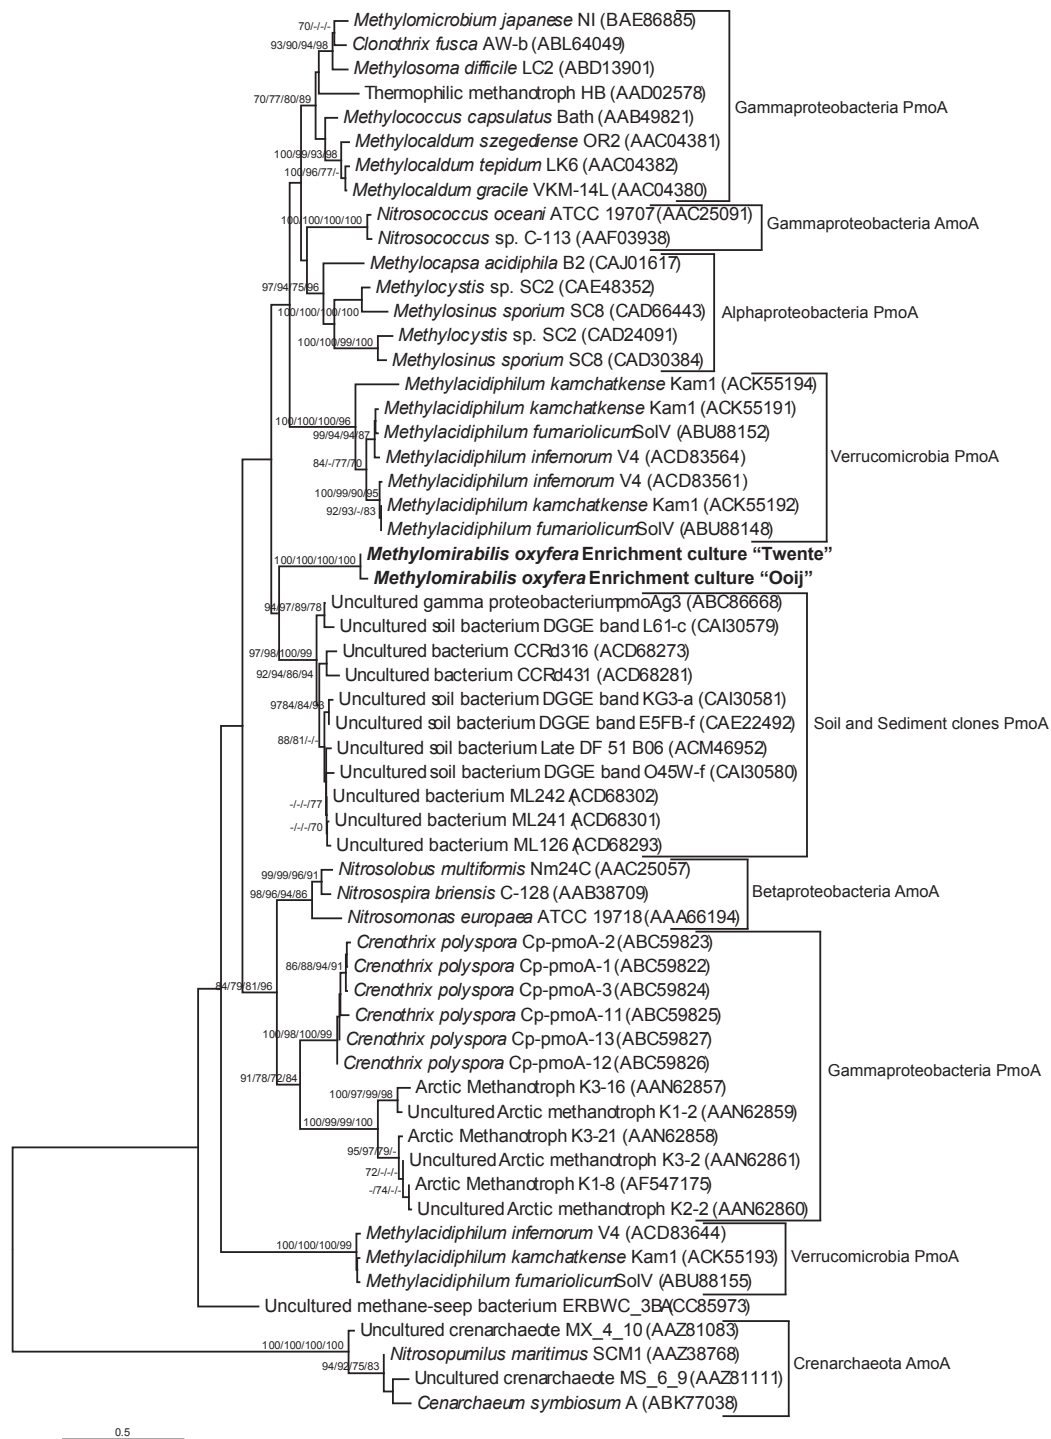 70/-/-/-
Methylomicrobium japanese NI (BAE86885)
93/90/94/98
Clonothrix fusca AW-b (ABL64049)
Methylosoma difficile LC2 (ABD13901)
70/77/80/89
Thermophilic methanotroph HB (AAD02578)
Gammaproteobacteria PmoA
Methylococcus capsulatus Bath (AAB49821)
Methylocaldum szegediense OR2 (AAC04381)
100/99/93/98
Methylocaldum tepidum LK6 (AAC04382)
100/96/77/-
Methylocaldum gracile VKM-14L (AAC04380)
Nitrosococcus oceani ATCC 19707 (AAC25091)
100/100/100/100
Gammaproteobacteria AmoA
Nitrosococcus sp. C-113 (AAF03938)
Methylocapsa acidiphila B2 (CAJ01617)
97/94/75/96
Methylocystis sp. SC2 (CAE48352)
100/100/100/100
Methylosinus sporium SC8 (CAD66443)
Alphaproteobacteria PmoA
Methylocystis sp. SC2 (CAD24091)
100/100/99/100
Methylosinus sporium SC8 (CAD30384)
Methylacidiphilum kamchatkense Kam1 (ACK55194)
Methylacidiphilum kamchatkense Kam1 (ACK55191)
100/100/100/96
99/94/94/87
Methylacidiphilum fumariolicum SolV (ABU88152)
Methylacidiphilum infernorum V4 (ACD83564)
Verrucomicrobia PmoA
84/-/77/70
Methylacidiphilum infernorum V4 (ACD83561)
100/99/90/95
Methylacidiphilum kamchatkense Kam1 (ACK55192)
92/93/-/83
Methylacidiphilum fumariolicum SolV (ABU88148)
Methylomirabilis oxyfera Enrichment culture “Twente”
100/100/100/100
Methylomirabilis oxyfera Enrichment culture “Ooij”
94/97/89/78
Uncultured gamma proteobacterium pmoAg3 (ABC86668)
Uncultured soil bacterium DGGE band L61-c (CAI30579)
97/98/100/99
Uncultured bacterium CCRd316 (ACD68273)
92/94/86/94
Uncultured bacterium CCRd431 (ACD68281)
9784/84/93
Uncultured soil bacterium DGGE band KG3-a (CAI30581)
Uncultured soil bacterium DGGE band E5FB-f (CAE22492)
Soil and Sediment clones PmoA
88/81/-/-
Uncultured soil bacterium Late DF 51 B06 (ACM46952)
Uncultured soil bacterium DGGE band O45W-f (CAI30580)
Uncultured bacterium ML242 (ACD68302)
-/-/-/77
Uncultured bacterium ML241 (ACD68301)
-/-/-/70
Uncultured bacterium ML126 (ACD68293)
Nitrosolobus multiformis Nm24C (AAC25057)
99/99/96/91
98/96/94/86
Nitrosospira briensis C-128 (AAB38709)
Betaproteobacteria AmoA
Nitrosomonas europaea ATCC 19718 (AAA66194)
Crenothrix polyspora Cp-pmoA-2 (ABC59823)
86/88/94/91
Crenothrix polyspora Cp-pmoA-1 (ABC59822)
84/79/81/96
Crenothrix polyspora Cp-pmoA-3 (ABC59824)
Crenothrix polyspora Cp-pmoA-11 (ABC59825)
100/98/100/99
Crenothrix polyspora Cp-pmoA-13 (ABC59827)
Crenothrix polyspora Cp-pmoA-12 (ABC59826)
Gammaproteobacteria PmoA
91/78/72/84
Arctic Methanotroph K3-16 (AAN62857)
100/97/99/98
Uncultured Arctic methanotroph K1-2 (AAN62859)
100/99/99/100
Arctic Methanotroph K3-21 (AAN62858)
95/97/79/-
Uncultured Arctic methanotroph K3-2 (AAN62861)
72/-/-/-
Arctic Methanotroph K1-8 (AF547175)
-/74/-/-
Uncultured Arctic methanotroph K2-2 (AAN62860)
Methylacidiphilum infernorum V4 (ACD83644)
100/100/100/99
Methylacidiphilum kamchatkense Kam1 (ACK55193)
Verrucomicrobia PmoA
Methylacidiphilum fumariolicum SolV (ABU88155)
Uncultured methane-seep bacterium ERBWC_3BA(CC85973)
Uncultured crenarchaeote MX_4_10 (AAZ81083)
100/100/100/100
Nitrosopumilus maritimus SCM1 (AAZ38768)
94/92/75/83
Crenarchaeota AmoA
Uncultured crenarchaeote MS_6_9 (AAZ81111)
Cenarchaeum symbiosum A (ABK77038)
0.5